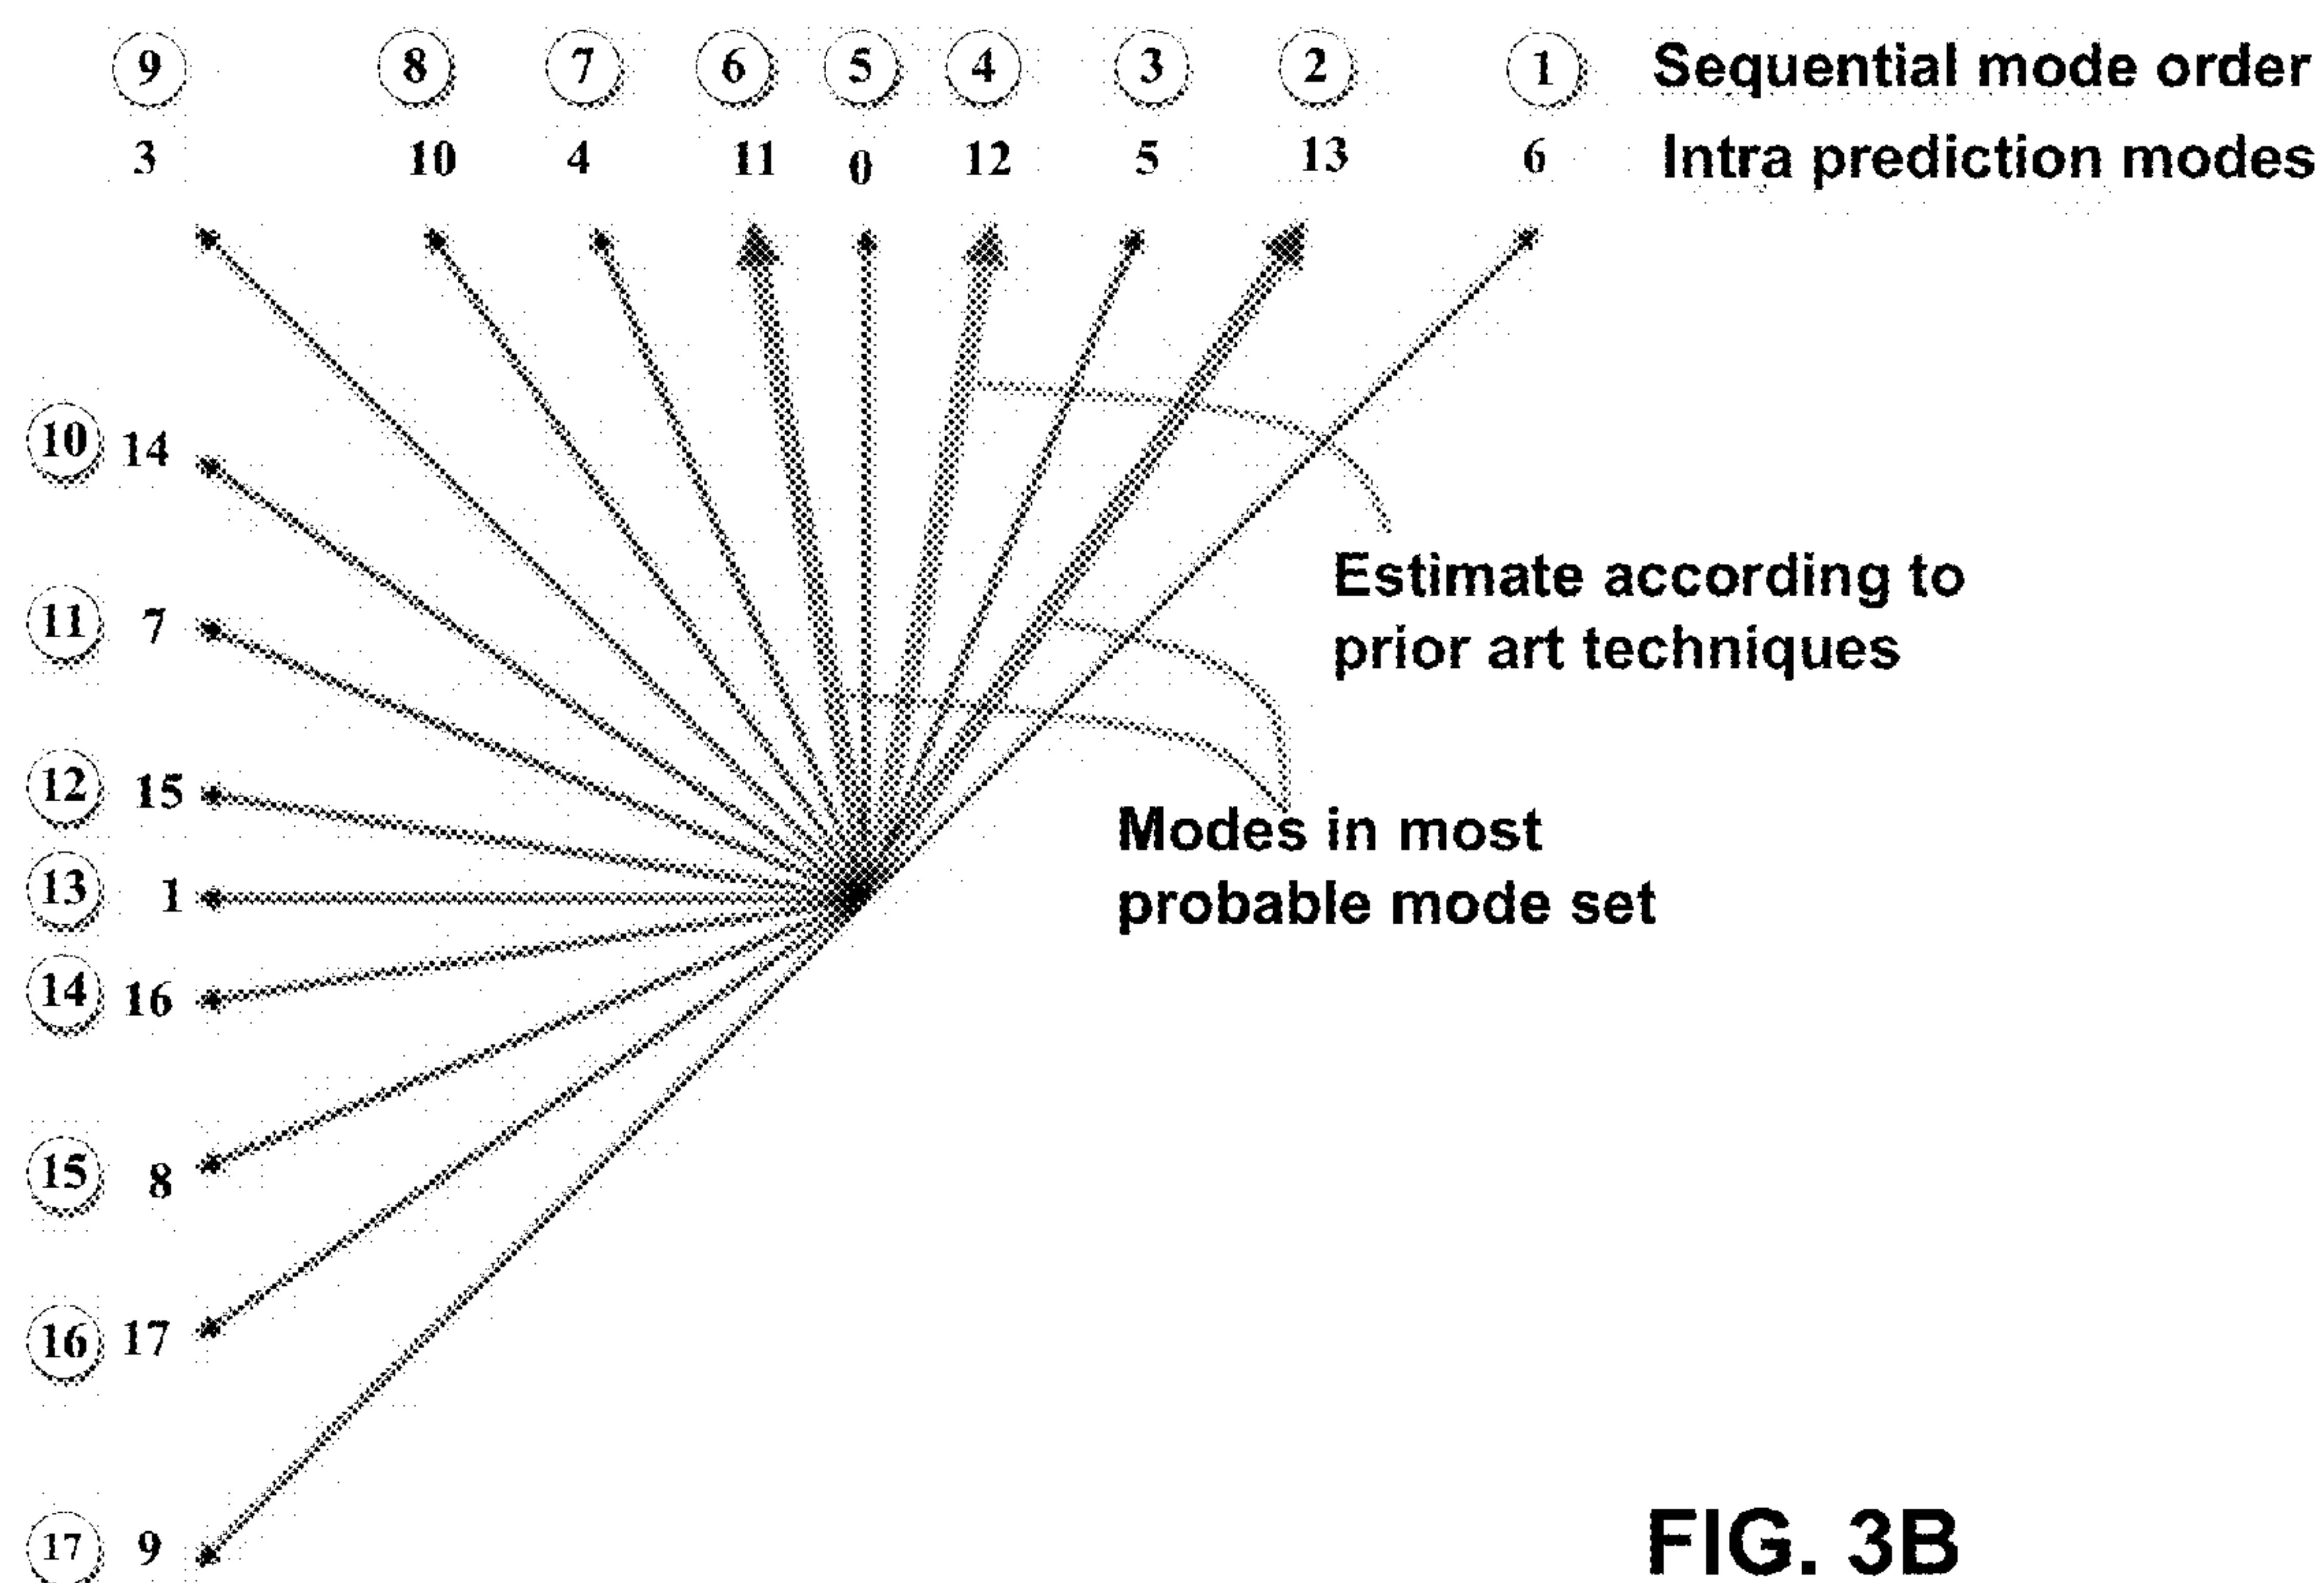 9 8 7 6 5 4 3 2 1 Sequential mode order
3 10 4 11 0 12 5 13 6 Intra prediction modes
10 14
Estimate according to
prior art techniques
11 7
12 15
Modes in most
probable mode set
13 1
14 16
15 8
16 17
17 9
FIG. 3B